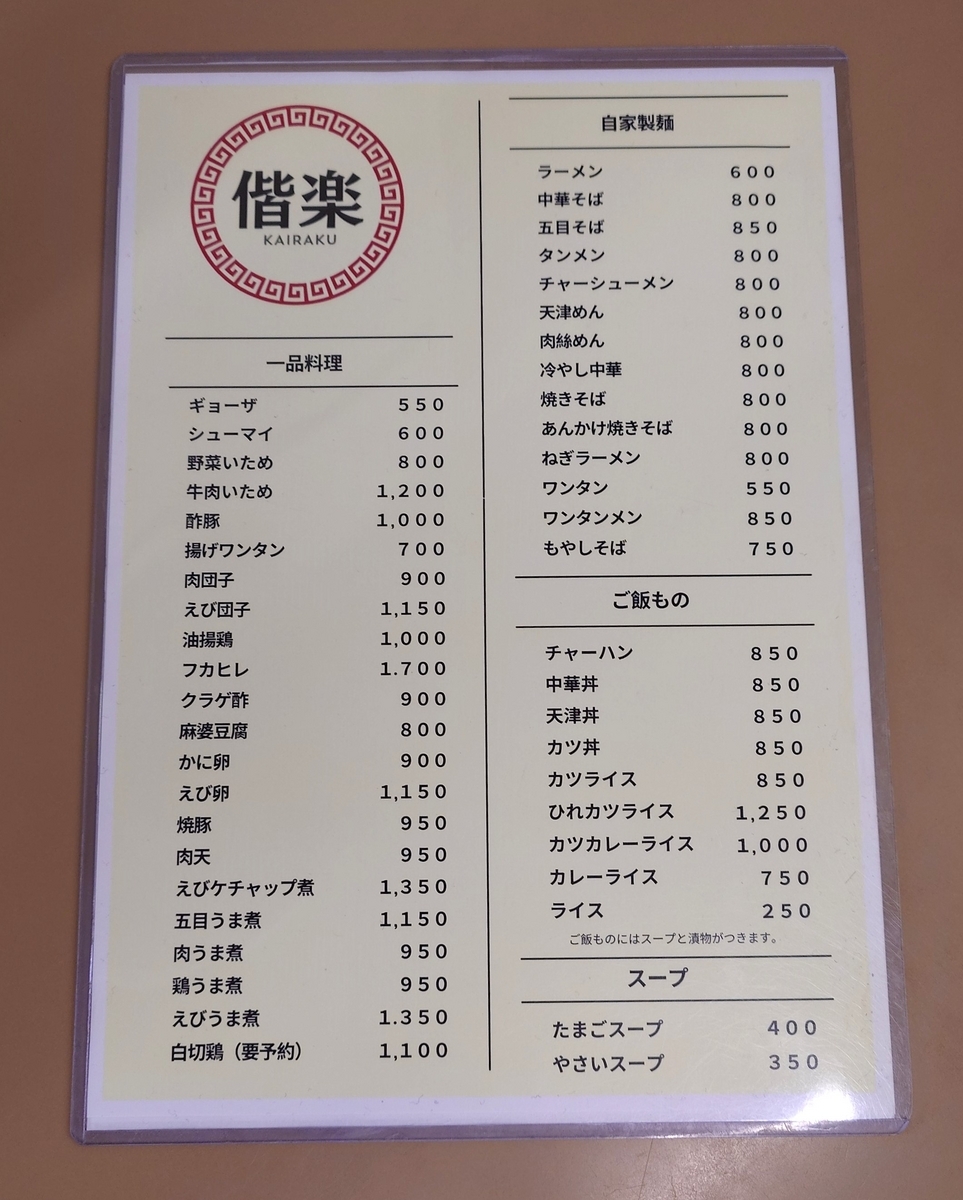 偕楽
KAIRAKU
一品料理
ギョーザ ５５０
シューマイ ６００
野菜いため ８００
牛肉いため １,２００
酢豚 １,０００
揚げワンタン ７００
肉団子 ９００
えび団子 １,１５０
油揚鶏 １,０００
フカヒレ １.７００
クラゲ酢 ９００
麻婆豆腐 ８００
かに卵 ９００
えび卵 １,１５０
焼豚 ９５０
肉天 ９５０
えびケチャップ煮 １,３５０
五目うま煮 １,１５０
肉うま煮 ９５０
鶏うま煮 ９５０
えびうま煮 １.３５０
白切鶏（要予約） １,１００
自家製麺
ラーメン ６００
中華そば ８００
五目そば ８５０
タンメン ８００
チャーシューメン ８００
天津めん ８００
肉絲めん ８００
冷やし中華 ８００
焼きそば ８００
あんかけ焼きそば ８００
ねぎラーメン ８００
ワンタン ５５０
ワンタンメン ８５０
もやしそば ７５０
ご飯もの
チャーハン ８５０
中華丼 ８５０
天津丼 ８５０
カツ丼 ８５０
カツライス ８５０
ひれカツライス １,２５０
カツカレーライス １,０００
カレーライス ７５０
ライス ２５０
ご飯ものにはスープと漬物がつきます。
スープ
たまごスープ ４００
やさいスープ ３５０